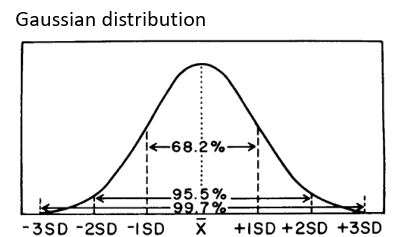 Gaussian distribution
68.2%
95.5%
99.7%
-3SD -2SD -1SD X̅ +1SD +2SD +3SD